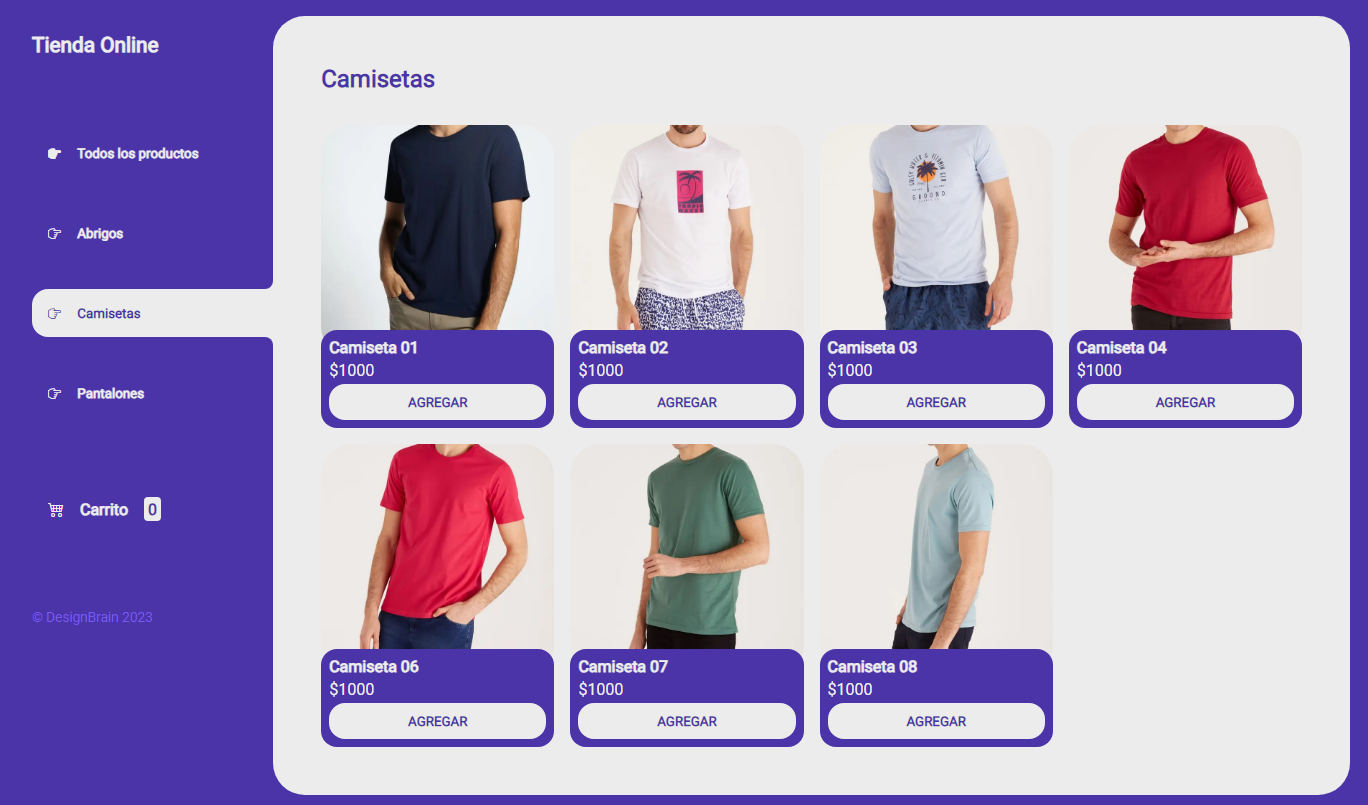 Tienda Online
Todos los productos
Abrigos
Camisetas
Pantalones
Carrito 0
© DesignBrain 2023
Camisetas
Camiseta 01
$1000
AGREGAR
Camiseta 02
$1000
AGREGAR
GROUND
Camiseta 03
$1000
AGREGAR
Camiseta 04
$1000
AGREGAR
Camiseta 06
$1000
AGREGAR
Camiseta 07
$1000
AGREGAR
Camiseta 08
$1000
AGREGAR